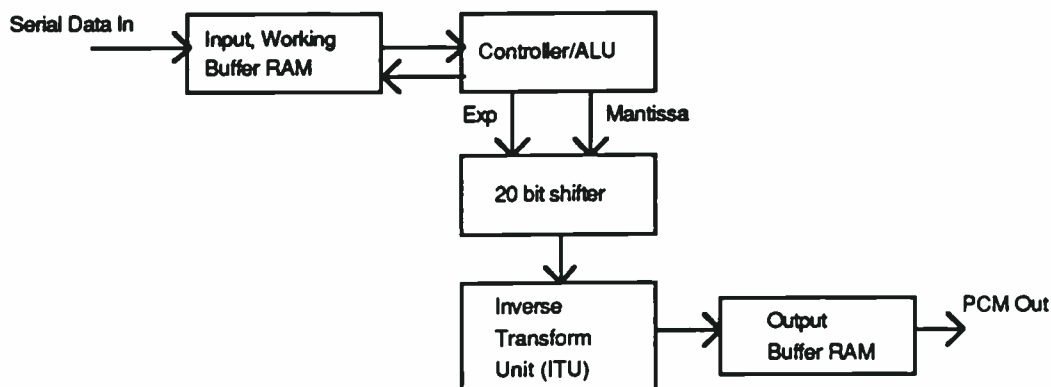 Serial Data In
Input, Working
Buffer RAM
Controller/ALU
Exp
Mantissa
20 bit shifter
Inverse
Transform
Unit (ITU)
Output
Buffer RAM
PCM Out